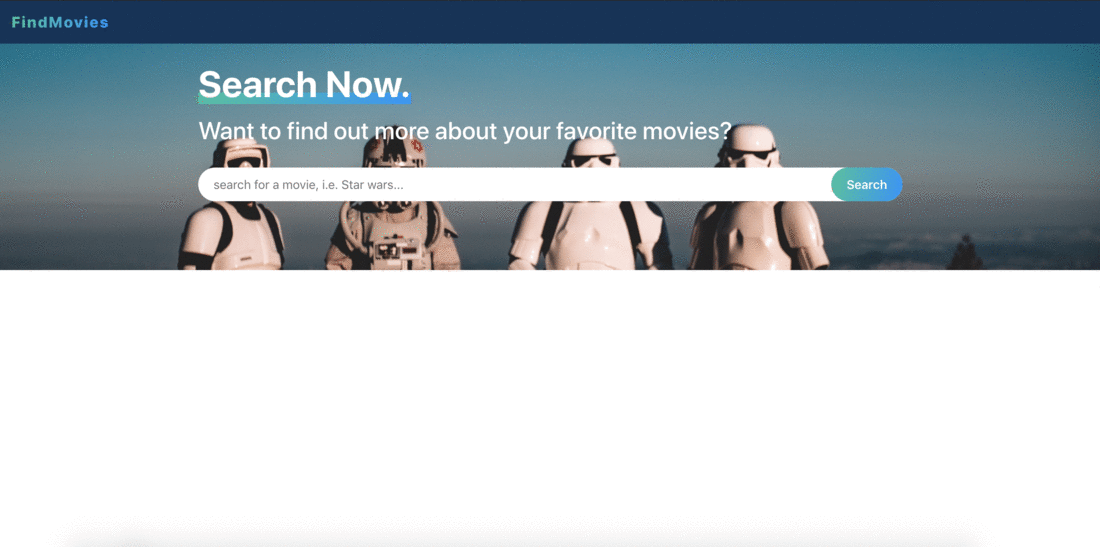 FindMovies
Search Now.
Want to find out more about your favorite movies?
search for a movie, i.e. Star wars...
Search